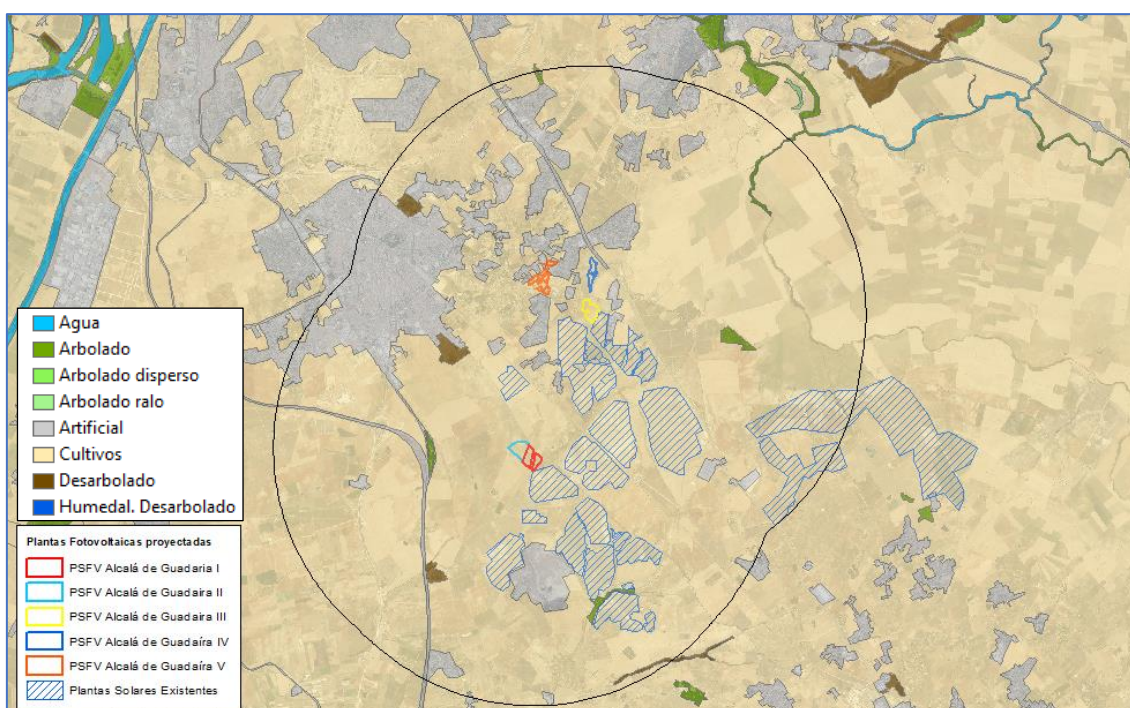 Agua
Arbolado
Arbolado disperso
Arbolado ralo
Artificial
Cultivos
Desarbolado
Humedal. Desarbolado
Plantas Fotovoltaicas proyectadas
PSFV Alcalá de Guadaria I
PSFV Alcalá de Guadaira II
PSFV Alcalá de Guadaira III
PSFV Alcalá de Guadaíra IV
PSFV Alcalá de Guadaíra V
Plantas Solares Existentes